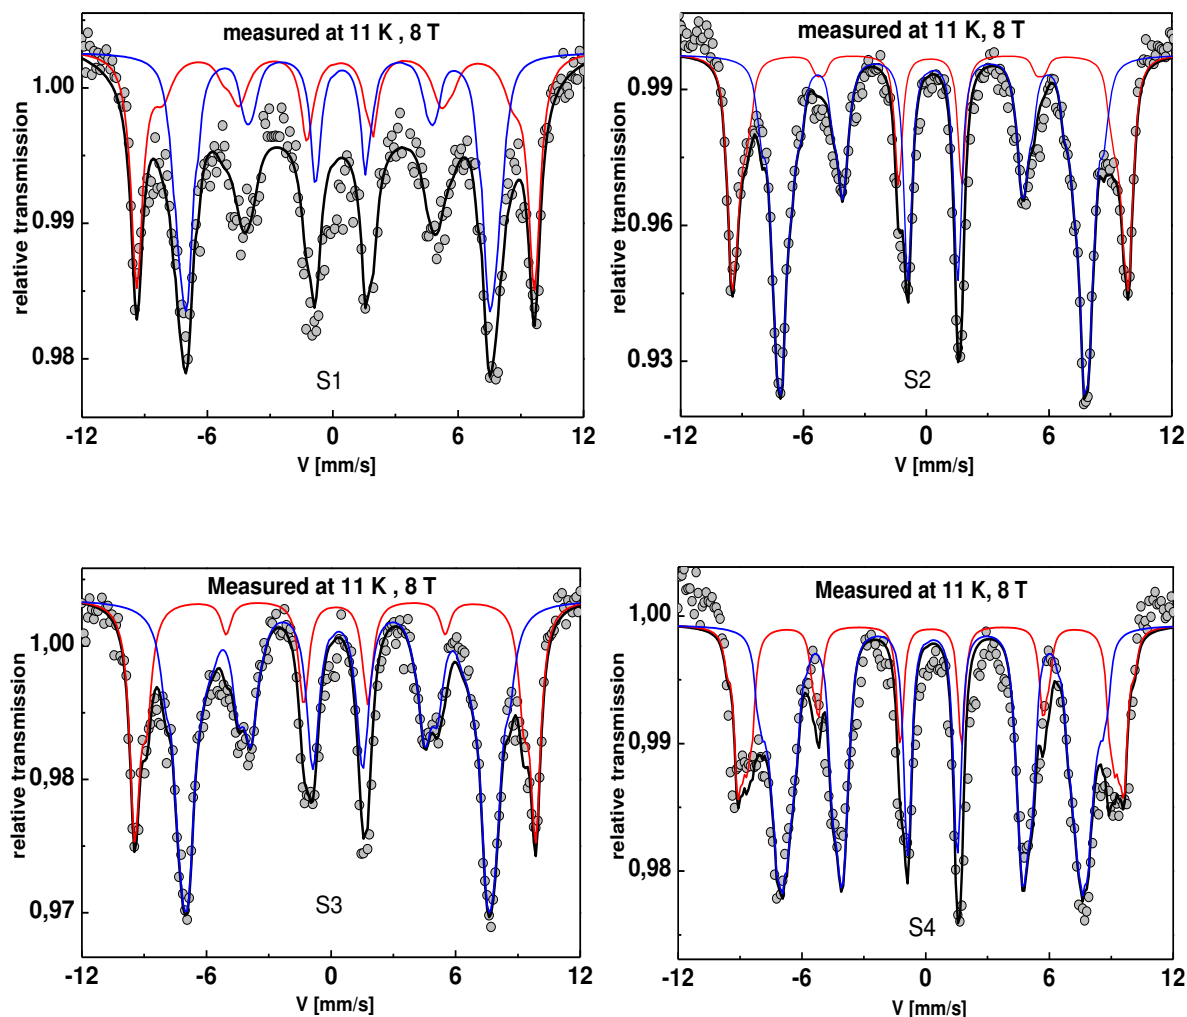 measured at 11 K , 8 T
relative transmission
1.00
0.99
0.98
S1
-12 -6 0 6 12
V [mm/s]
measured at 11 K, 8 T
relative transmission
0.99
0.96
0.93
S2
-12 -6 0 6 12
V [mm/s]
Measured at 11 K , 8 T
relative transmission
1,00
0,98
0,97
S3
-12 -6 0 6 12
V [mm/s]
Measured at 11 K, 8 T
relative transmission
1,00
0,99
0,98
S4
-12 -6 0 6 12
V [mm/s]